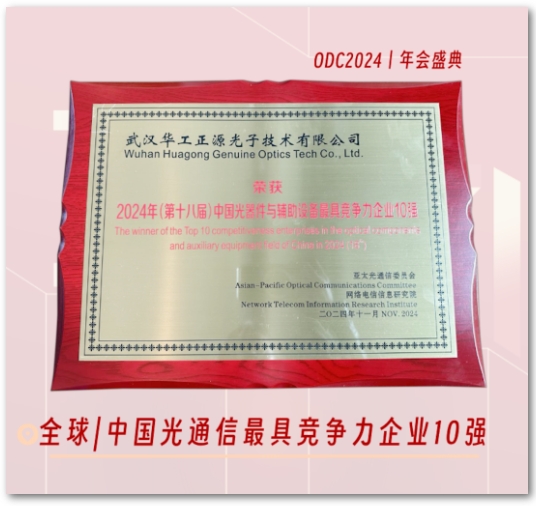 ODC2024 | 年会盛典
武汉华工正源光子技术有限公司
Wuhan Huagong Genuine Optics Tech Co., Ltd.
荣获
2024年(第十八届)中国光器件与辅助设备最具竞争力企业10强
The winner of the Top 10 competitive
and auxiliary equipment
亚太光通信委员会
Asian-Pacific Optical Communications Committee
网络电信信息研究院
Network Telecom Information Research Institute
二〇二四年十一月 NOV. 2024
全球|中国光通信最具竞争力企业10强